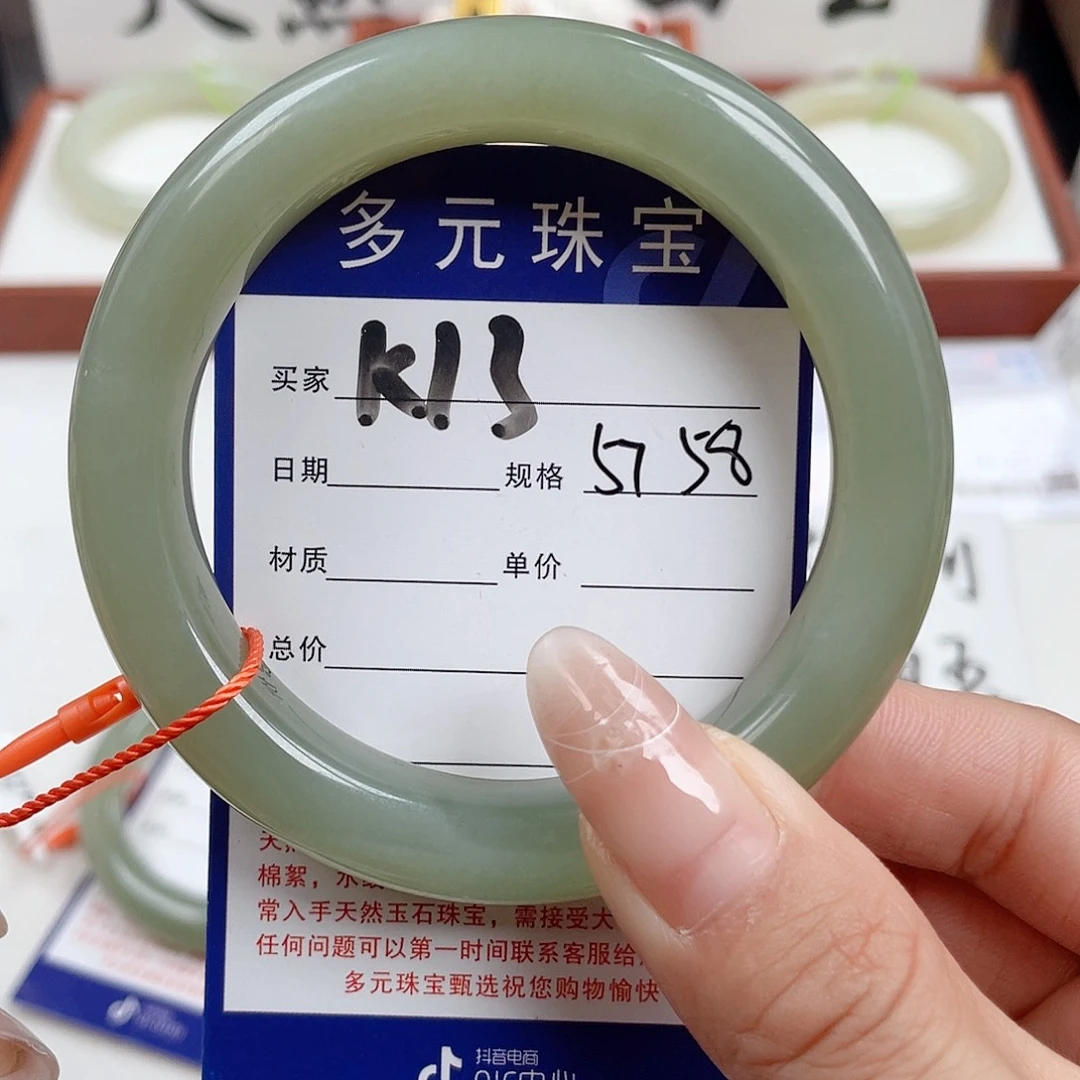 多元珠宝
买家 K13
日期 规格 57 58
材质 单价
总价
棉絮，水
常入手天然玉石珠宝，需接受大
任何问题可以第一时间联系客服给
多元珠宝甄选祝您购物愉快
抖音电商